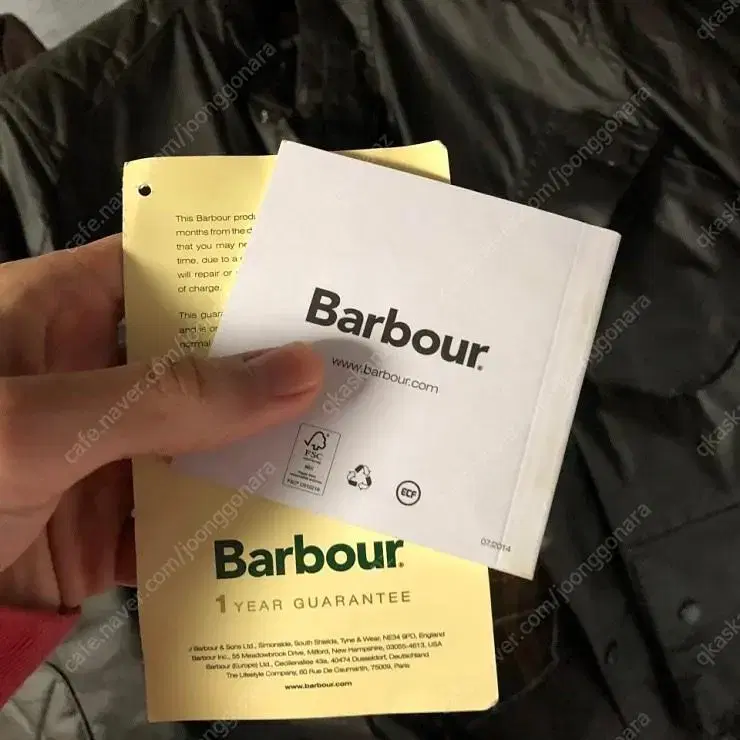 This Barbour produ
months from the d
that you may ne
time, due to a
will repair or
of charge.
This guar
and is or
normal
Barbour.
www.barbour.com
FSC
MIX
07/2014
ECF
Barbour.
1 YEAR GUARANTEE
J Barbour & Sons Ltd., Simonside, South Shields, Tyne & Wear, NE34 9PD, England
Barbour Inc., 55 Meadowbrook Drive, Milford, New Hampshire, 03055-4613, USA
Barbour (Europe) Ltd., Cecilienallee 43a, 40474 Dusseldorf, Deutschland
The Lifestyle Company, 60 Rue De Caumartin, 75009, Paris
www.barbour.com
cafe.naver.com/joonggonara